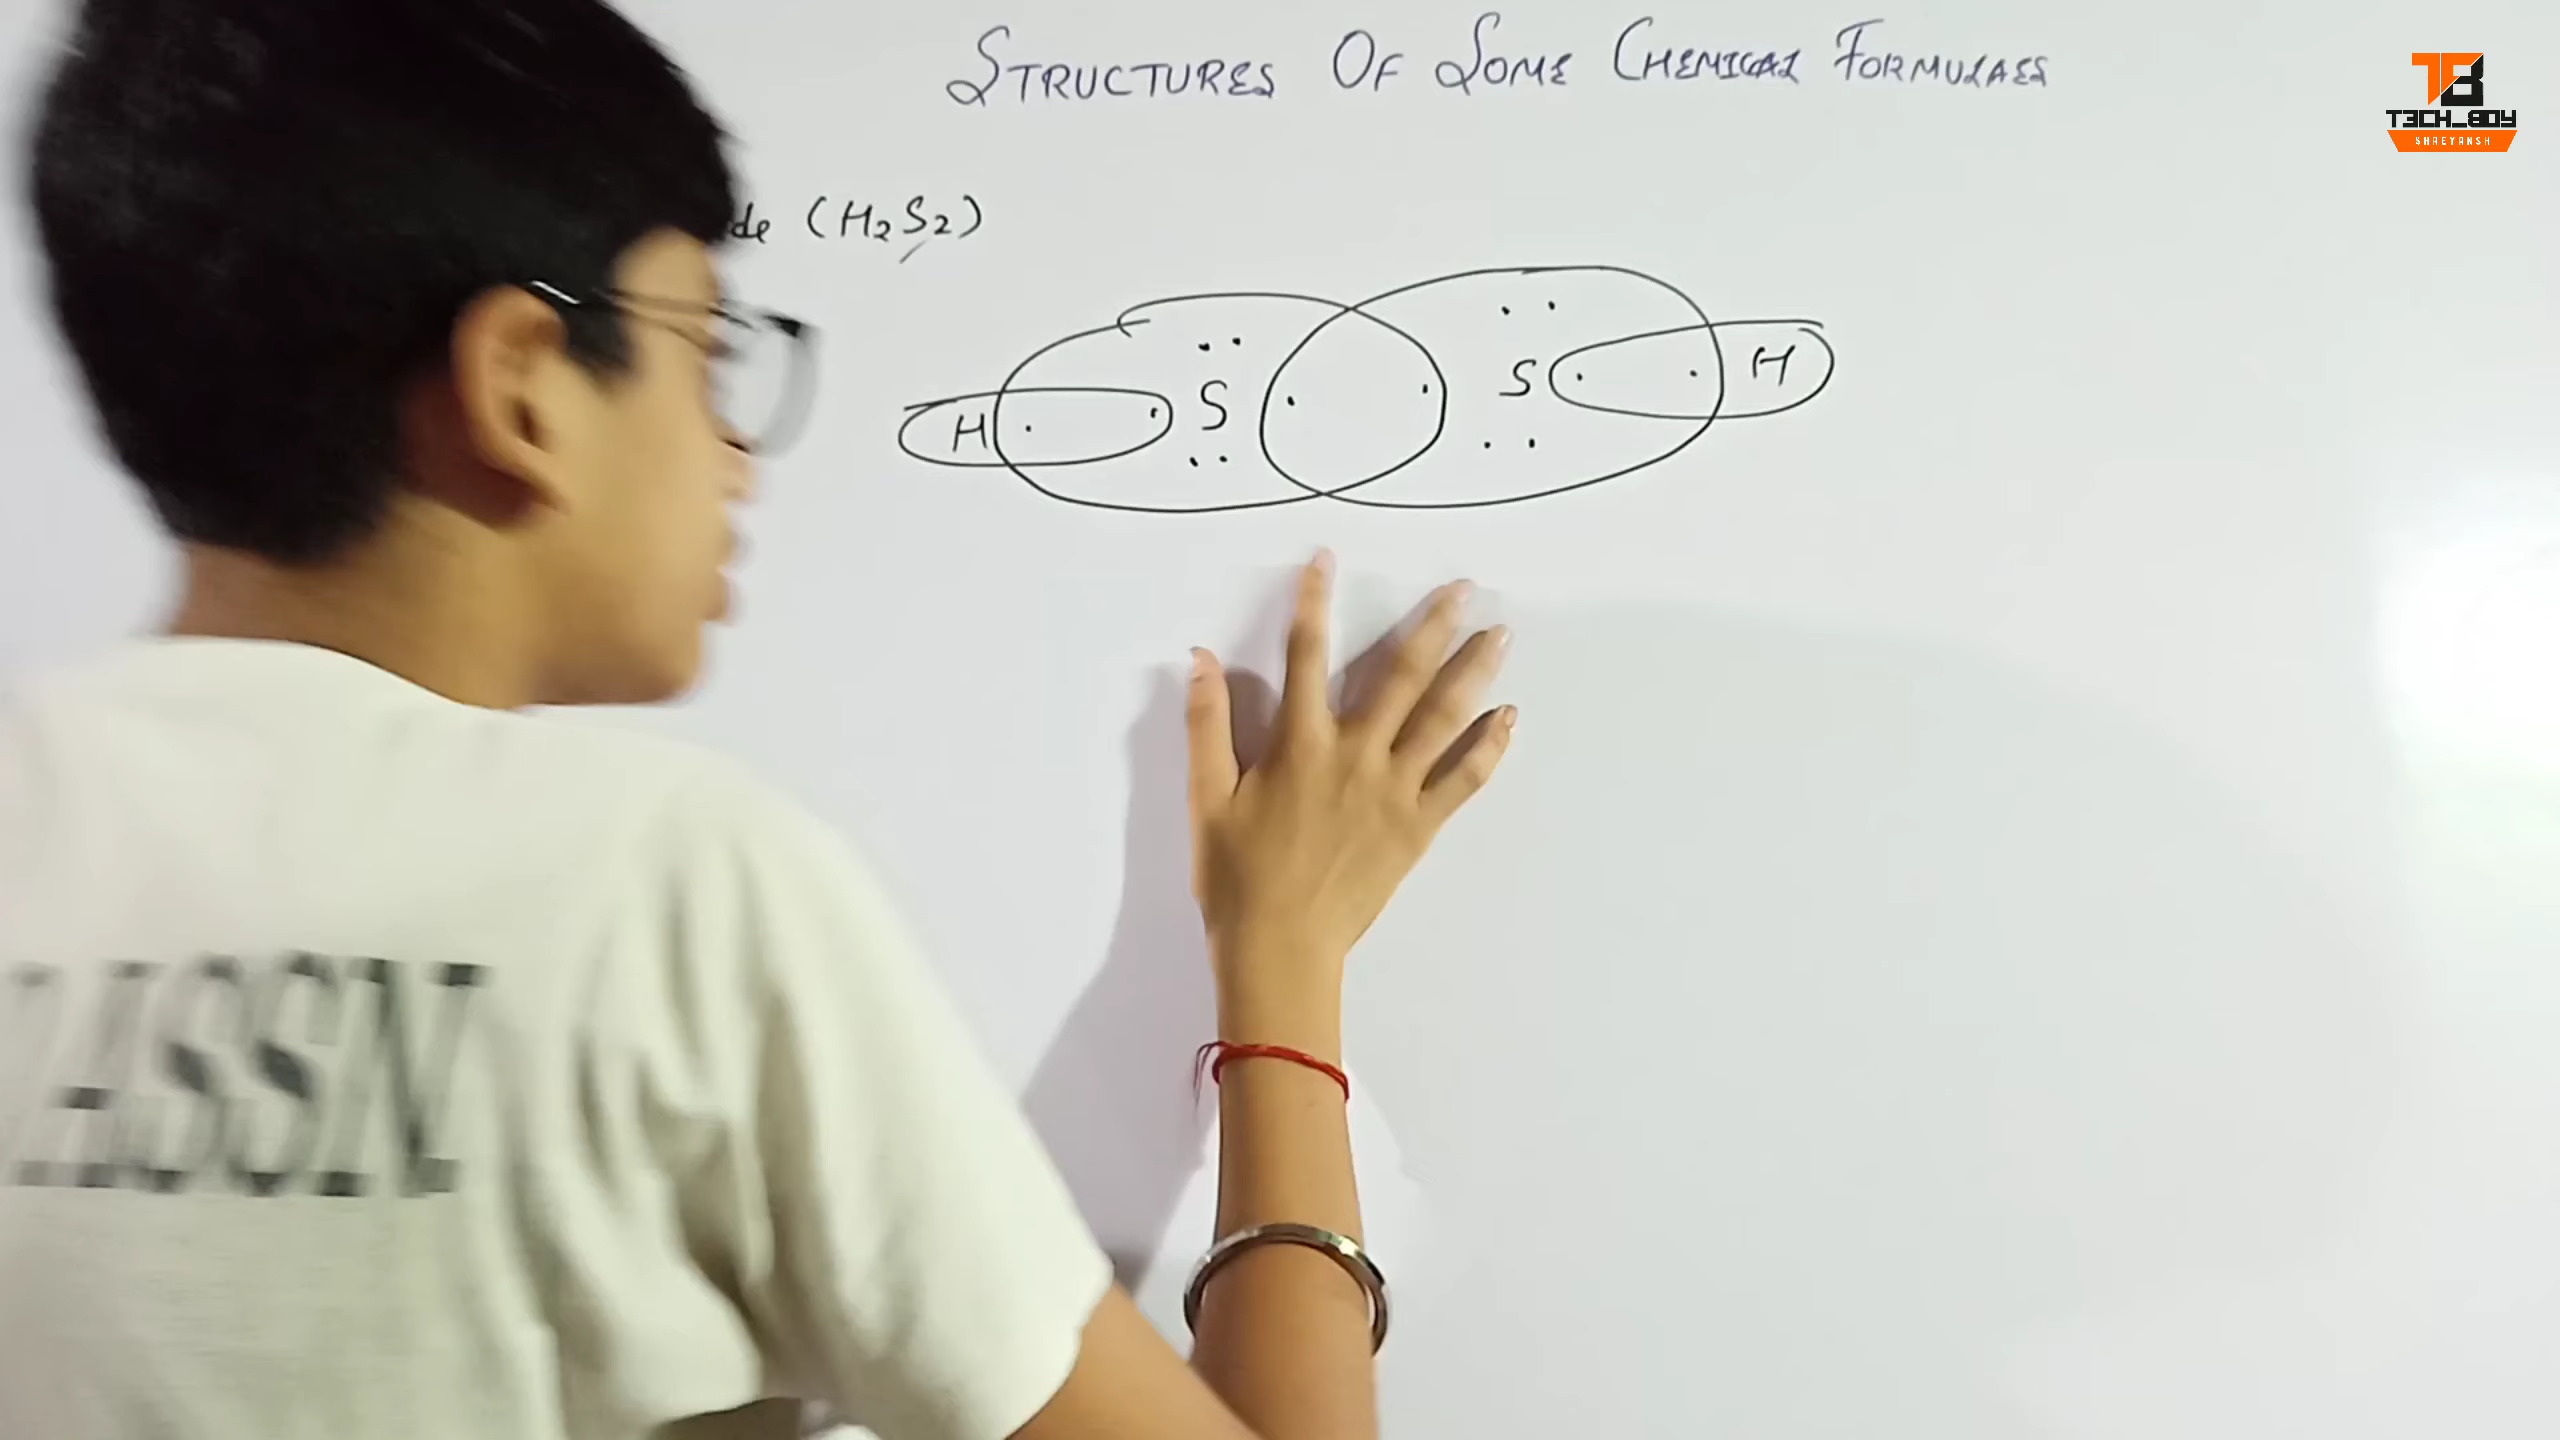 STRUCTURES OF SOME CHEMICAL FORMULAES
TECH_BOY
SHREYANSH
de (H2S2)
H S S H